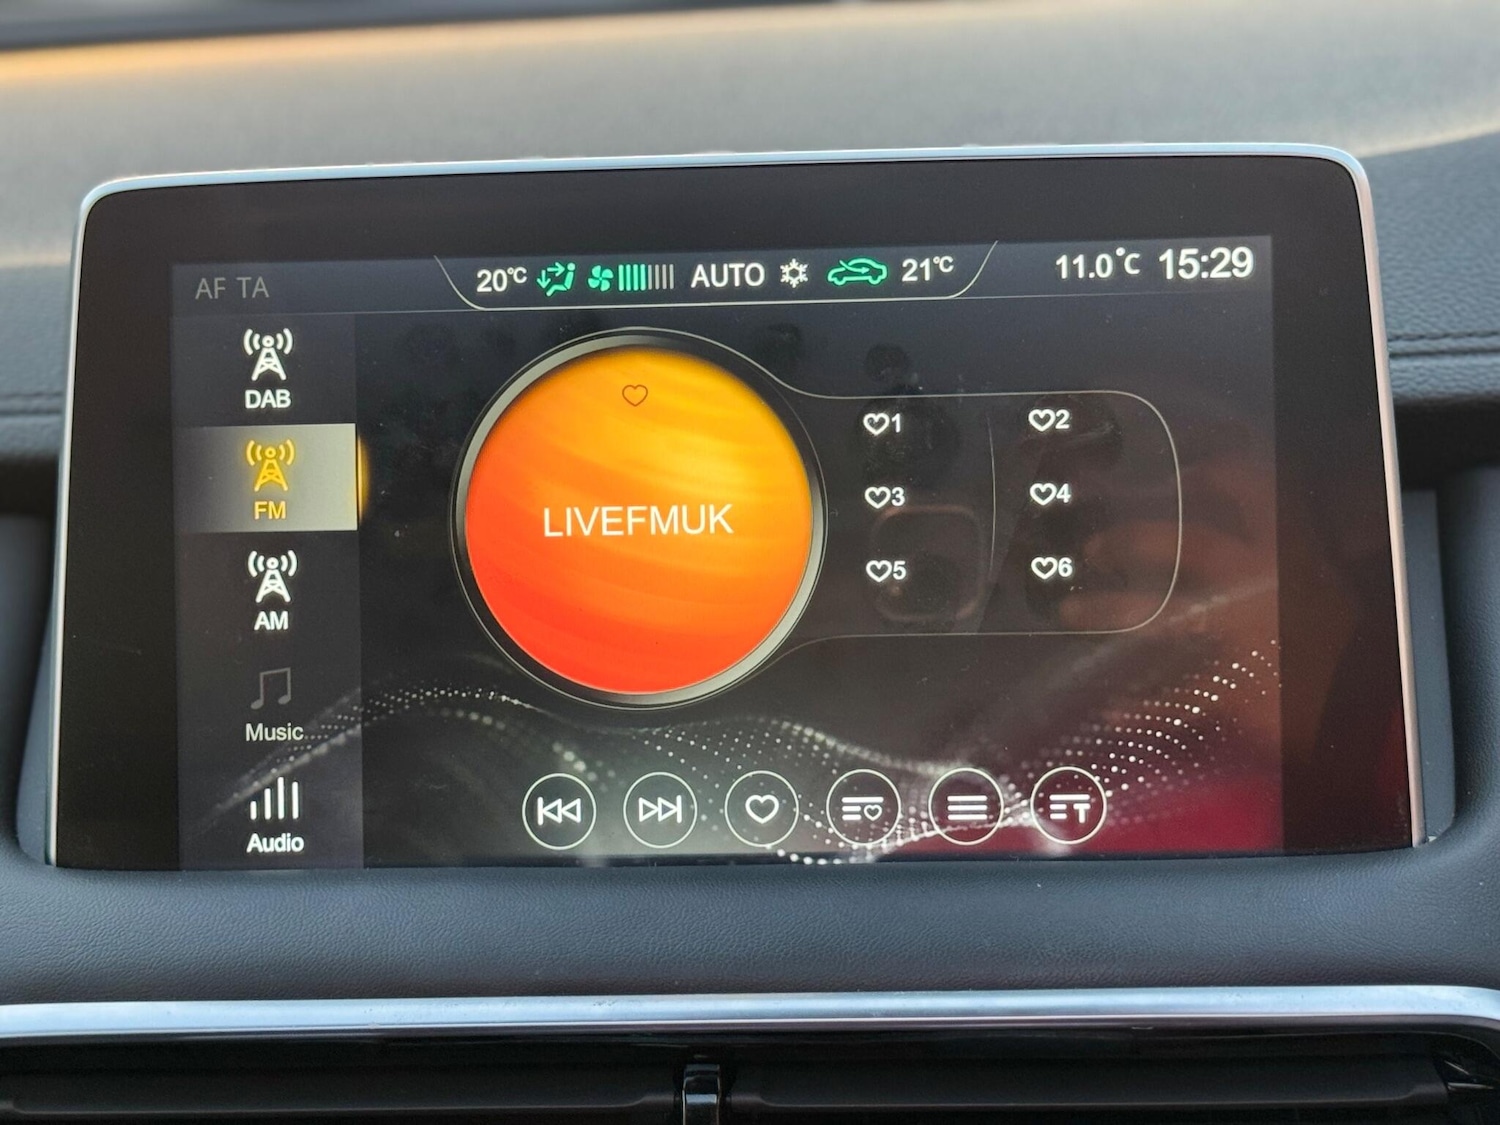 AF TA
20°C AUTO 21°C
11.0°C 15:29
DAB
FM
AM
Music
Audio
LIVEFMUK
1 2
3 4
5 6
T